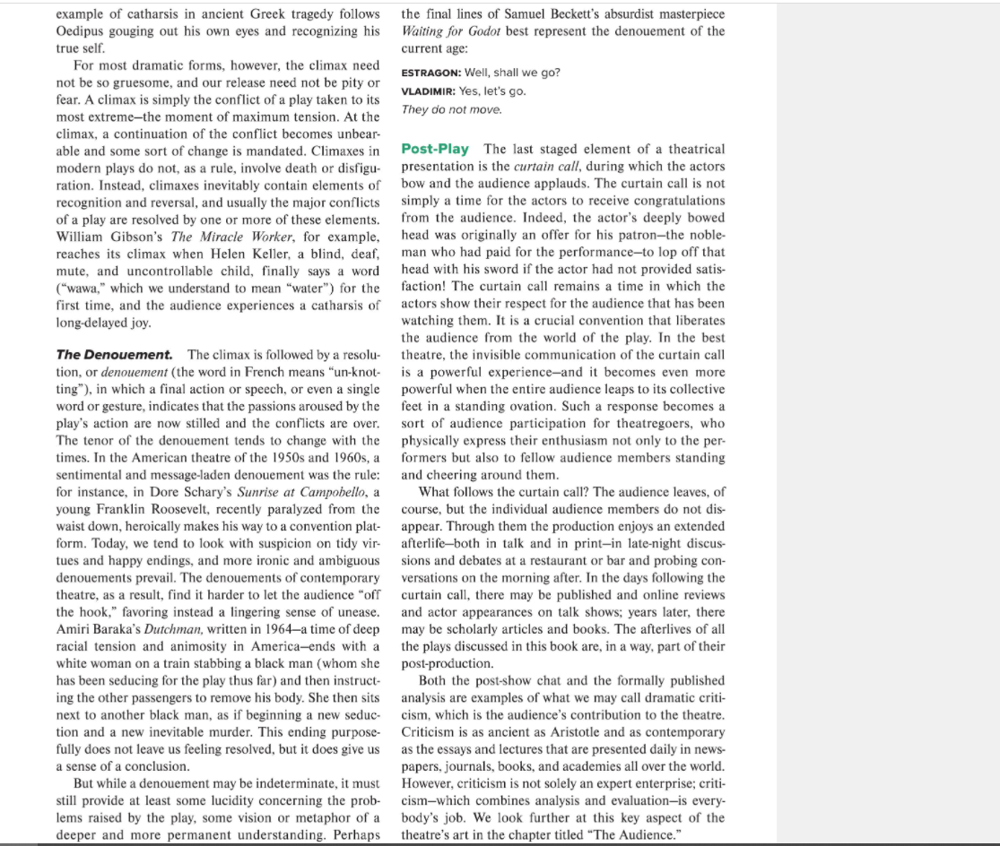 example of catharsis in ancient Greek tragedy follows
Oedipus gouging out his own eyes and recognizing his
true self.
For most dramatic forms, however, the climax need
not be so gruesome, and our release need not be pity or
fear. A climax is simply the conflict of a play taken to its
most extreme—the moment of maximum tension. At the
climax, a continuation of the conflict becomes unbear-
able and some sort of change is mandated. Climaxes in
modern plays do not, as a rule, involve death or disfigu-
ration. Instead, climaxes inevitably contain elements of
recognition and reversal, and usually the major conflicts
of a play are resolved by one or more of these elements.
William Gibson's The Miracle Worker, for example,
reaches its climax when Helen Keller, a blind, deaf,
mute, and uncontrollable child, finally says a word
("wawa," which we understand to mean "water") for the
first time, and the audience experiences a catharsis of
long-delayed joy.
The Denouement. The climax is followed by a resolu-
tion, or denouement (the word in French means "un-knot-
ting"), in which a final action or speech, or even a single
word or gesture, indicates that the passions aroused by the
play's action are now stilled and the conflicts are over.
The tenor of the denouement tends to change with the
times. In the American theatre of the 1950s and 1960s, a
sentimental and message-laden denouement was the rule:
for instance, in Dore Schary's Sunrise at Campobello, a
young Franklin Roosevelt, recently paralyzed from the
waist down, heroically makes his way to a convention plat-
form. Today, we tend to look with suspicion on tidy vir-
tues and happy endings, and more ironic and ambiguous
denouements prevail. The denouements of contemporary
theatre, as a result, find it harder to let the audience "off
the hook," favoring instead a lingering sense of unease.
Amiri Baraka's Dutchman, written in 1964—a time of deep
racial tension and animosity in America—ends with a
white woman on a train stabbing a black man (whom she
has been seducing for the play thus far) and then instruct-
ing the other passengers to remove his body. She then sits
next to another black man, as if beginning a new seduc-
tion and a new inevitable murder. This ending purpose-
fully does not leave us feeling resolved, but it does give us
a sense of a conclusion.
But while a denouement may be indeterminate, it must
still provide at least some lucidity concerning the prob-
lems raised by the play, some vision or metaphor of a
deeper and more permanent understanding. Perhaps
the final lines of Samuel Beckett's absurdist masterpiece
Waiting for Godot best represent the denouement of the
current age:
ESTRAGON: Well, shall we go?
VLADIMIR: Yes, let's go.
They do not move.
Post-Play The last staged element of a theatrical
presentation is the curtain call, during which the actors
bow and the audience applauds. The curtain call is not
simply a time for the actors to receive congratulations
from the audience. Indeed, the actor's deeply bowed
head was originally an offer for his patron—the noble-
man who had paid for the performance—to lop off that
head with his sword if the actor had not provided satis-
faction! The curtain call remains a time in which the
actors show their respect for the audience that has been
watching them. It is a crucial convention that liberates
the audience from the world of the play. In the best
theatre, the invisible communication of the curtain call
is a powerful experience—and it becomes even more
powerful when the entire audience leaps to its collective
feet in a standing ovation. Such a response becomes a
sort of audience participation for theatregoers, who
physically express their enthusiasm not only to the per-
formers but also to fellow audience members standing
and cheering around them.
What follows the curtain call? The audience leaves, of
course, but the individual audience members do not dis-
appear. Through them the production enjoys an extended
afterlife—both in talk and in print—in late-night discus-
sions and debates at a restaurant or bar and probing con-
versations on the morning after. In the days following the
curtain call, there may be published and online reviews
and actor appearances on talk shows; years later, there
may be scholarly articles and books. The afterlives of all
the plays discussed in this book are, in a way, part of their
post-production.
Both the post-show chat and the formally published
analysis are examples of what we may call dramatic criti-
cism, which is the audience's contribution to the theatre.
Criticism is as ancient as Aristotle and as contemporary
as the essays and lectures that are presented daily in news-
papers, journals, books, and academies all over the world.
However, criticism is not solely an expert enterprise; criti-
cism—which combines analysis and evaluation—is every-
body's job. We look further at this key aspect of the
theatre's art in the chapter titled "The Audience."